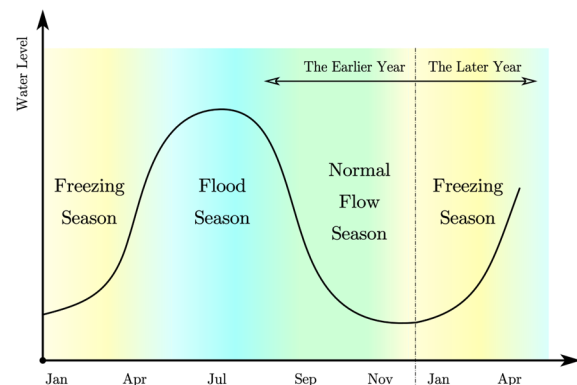 Water Level
The Earlier Year
The Later Year
Freezing
Season
Flood
Season
Normal
Flow
Season
Freezing
Season
Jan
Apr
Jul
Sep
Nov
Jan
Apr